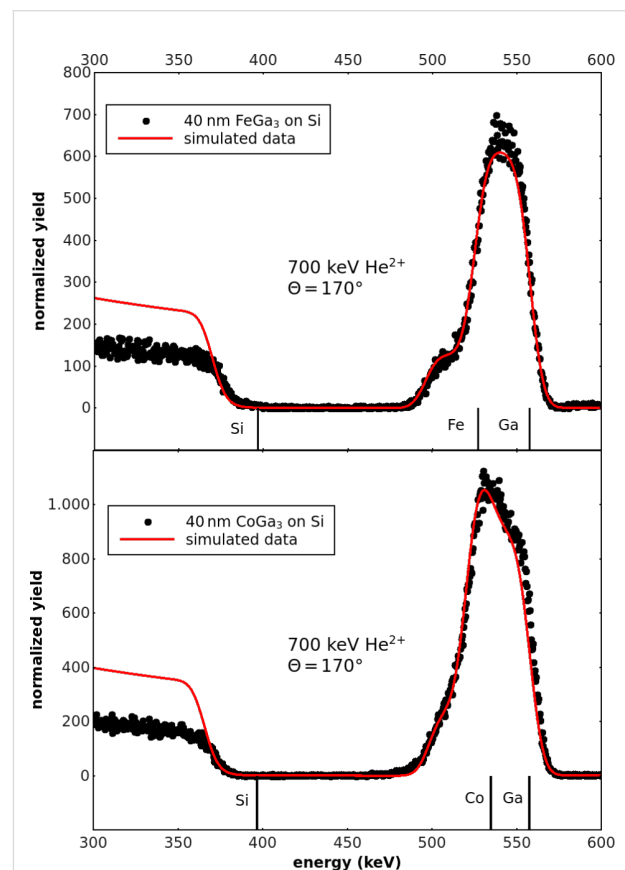 300 350 400 450 500 550 600
800
700
600
500
400
300
200
100
0
normalized yield
40 nm FeGa₃ on Si
simulated data
700 keV He²⁺
Θ = 170°
Si
Fe
Ga
1.000
800
600
400
200
0
normalized yield
40 nm CoGa₃ on Si
simulated data
700 keV He²⁺
Θ = 170°
Si
Co
Ga
300 350 400 450 500 550 600
energy (keV)